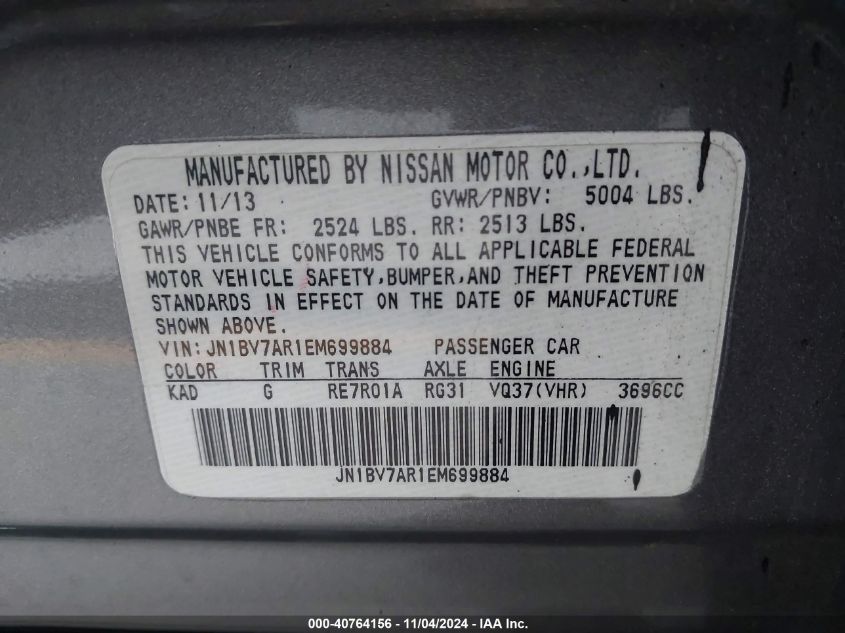 MANUFACTURED BY NISSAN MOTOR CO.,LTD.
DATE: 11/13 GVWR/PNBV: 5004 LBS.
GAWR/PNBE FR: 2524 LBS. RR: 2513 LBS.
THIS VEHICLE CONFORMS TO ALL APPLICABLE FEDERAL
MOTOR VEHICLE SAFETY,BUMPER,AND THEFT PREVENTION
STANDARDS IN EFFECT ON THE DATE OF MANUFACTURE
SHOWN ABOVE.
VIN:JN1BV7AR1EM699884 PASSENGER CAR
COLOR TRIM TRANS AXLE ENGINE
KAD G RE7R01A RG31 VQ37(VHR) 3696CC
JN1BV7AR1EM699884
000-40764156 - 11/04/2024 - IAA Inc.